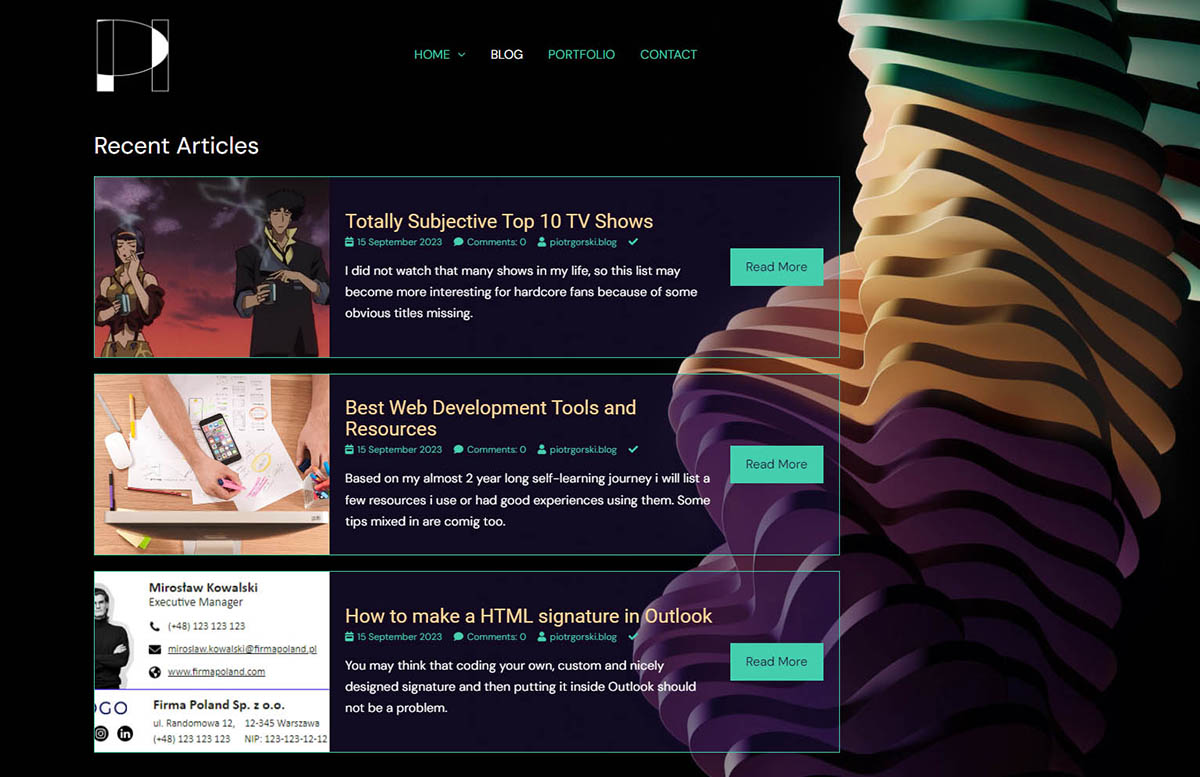 HOME BLOG PORTFOLIO CONTACT
Recent Articles
Totally Subjective Top 10 TV Shows
15 September 2023 Comments: 0 piotrgorski.blog
I did not watch that many shows in my life, so this list may
become more interesting for hardcore fans because of some
obvious titles missing.
Read More
Best Web Development Tools and
Resources
15 September 2023 Comments: 0 piotrgorski.blog
Based on my almost 2 year long self-learning journey i will list a
few resources i use or had good experiences using them. Some
tips mixed in are comig too.
Read More
Mirosław Kowalski
Executive Manager
(+48) 123 123 123
miroslaw.kowalski@firmapoland.pl
www.firmapoland.com
OGO
Firma Poland Sp. z o.o.
ul. Randomowa 12, 12-345 Warszawa
(+48) 123 123 123 NIP: 123-123-12-12
How to make a HTML signature in Outlook
15 September 2023 Comments: 0 piotrgorski.blog
You may think that coding your own, custom and nicely
designed signature and then putting it inside Outlook should
not be a problem.
Read More